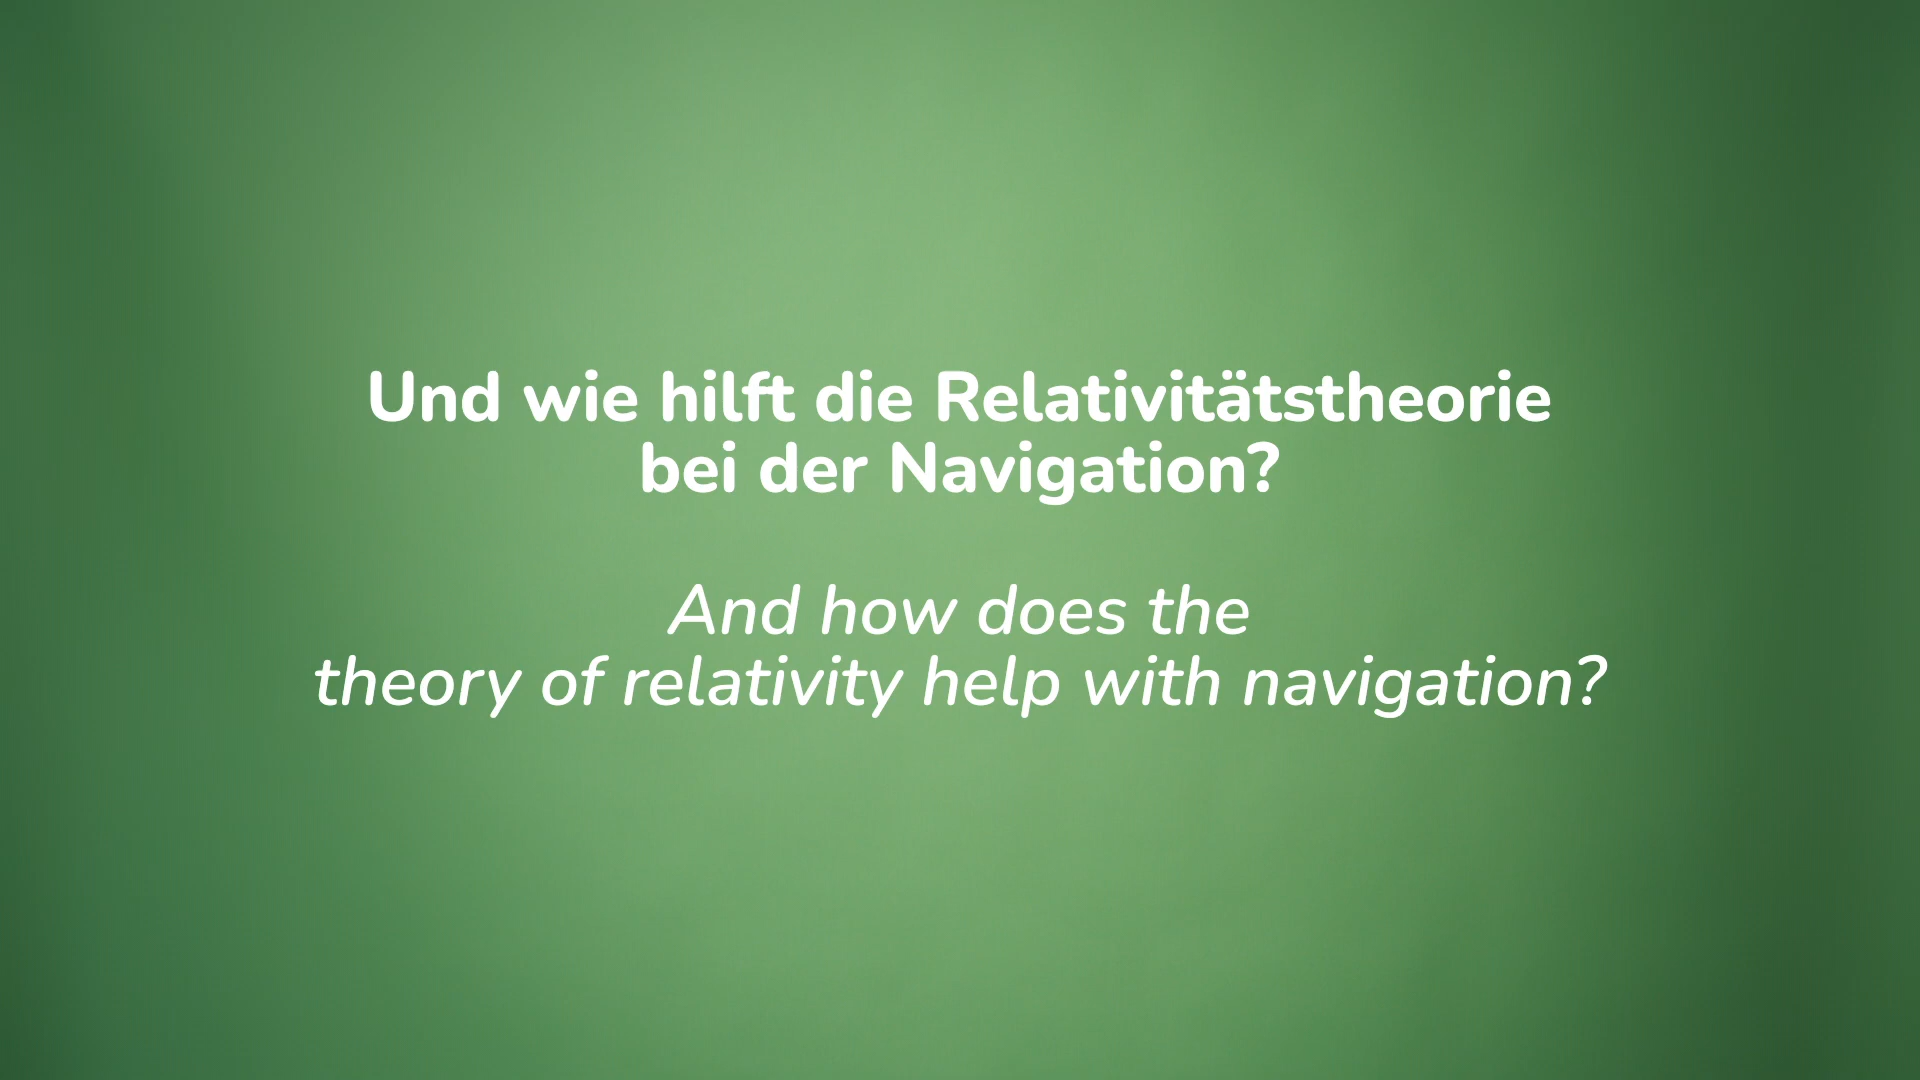 Und wie hilft die Relativitätstheorie
bei der Navigation?
And how does the
theory of relativity help with navigation?